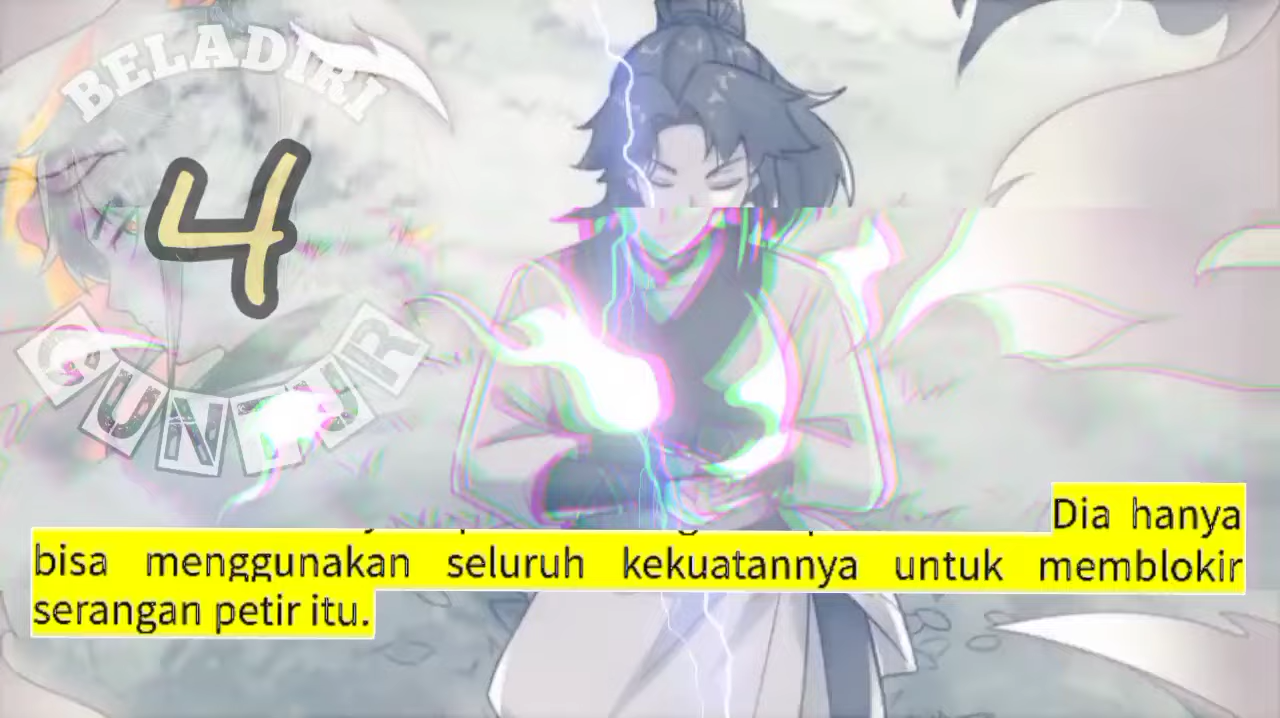 BELADIRI
4
GUNTUR
Dia hanya
bisa menggunakan seluruh kekuatannya untuk memblokir
serangan petir itu.